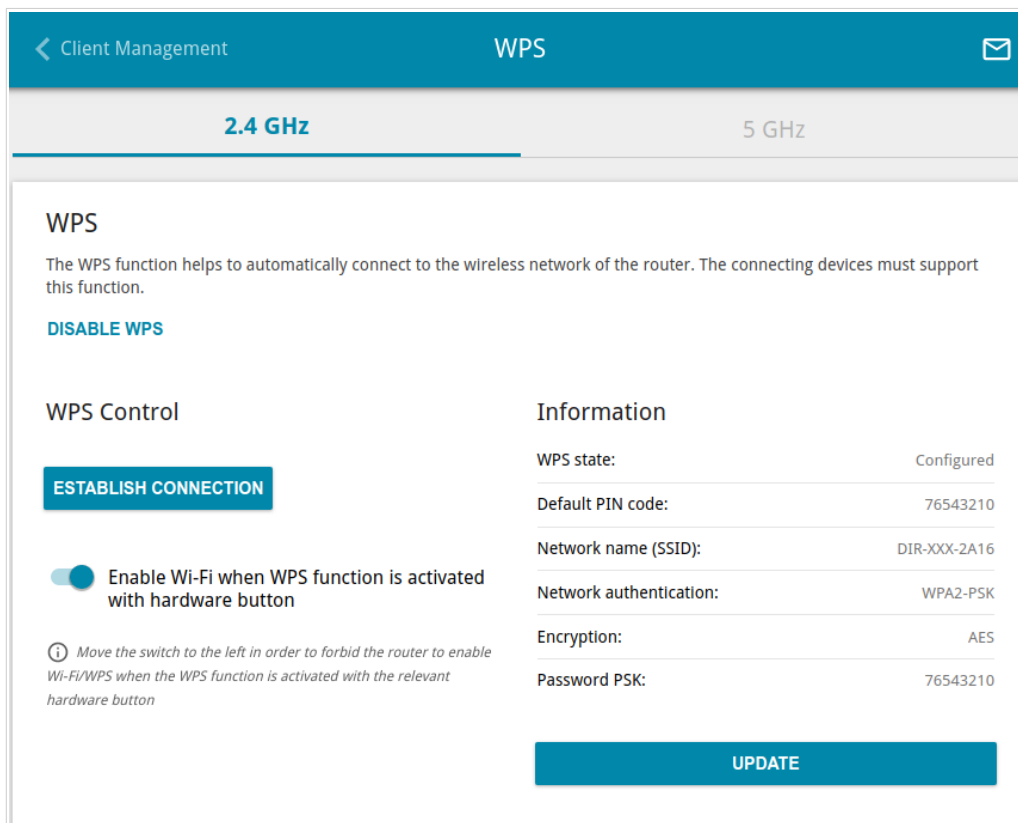 Client Management
WPS
2.4 GHz
5 GHz
WPS
The WPS function helps to automatically connect to the wireless network of the router. The connecting devices must support
this function.
DISABLE WPS
WPS Control
ESTABLISH CONNECTION
Enable Wi-Fi when WPS function is activated
with hardware button
Move the switch to the left in order to forbid the router to enable
Wi-Fi/WPS when the WPS function is activated with the relevant
hardware button
Information
WPS state: Configured
Default PIN code: 76543210
Network name (SSID): DIR-XXX-2A16
Network authentication: WPA2-PSK
Encryption: AES
Password PSK: 76543210
UPDATE